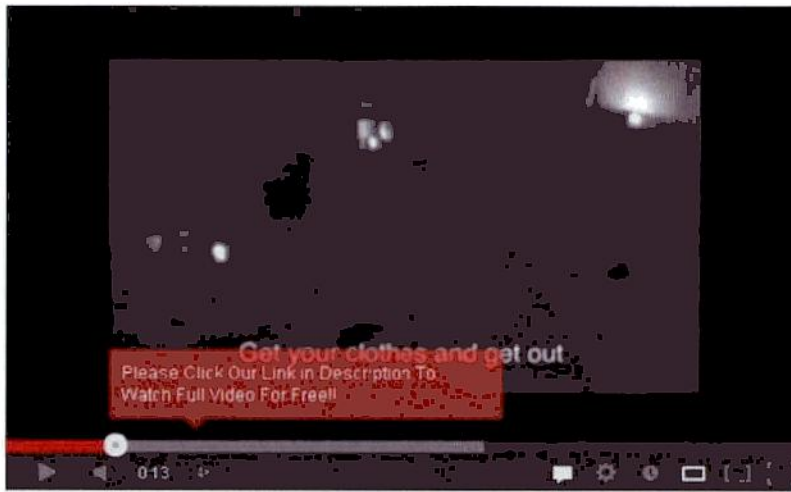 Get your clothes and get out
Please Click Our Link in Description To
Watch Full Video For Free!!
0:13